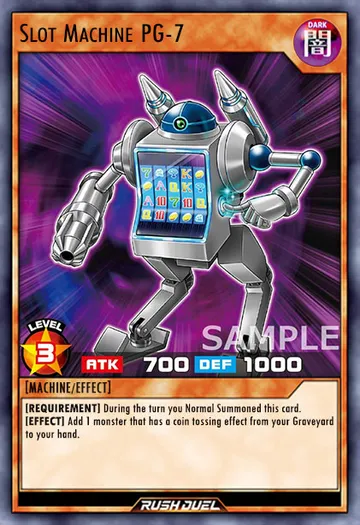 SLOT MACHINE PG-7
DARK
闇
SAMPLE
LEVEL
3
ATK 700 DEF 1000
[MACHINE/EFFECT]
[REQUIREMENT] During the turn you Normal Summoned this card.
[EFFECT] Add 1 monster that has a coin tossing effect from your Graveyard
to your hand.
RUSH DUEL